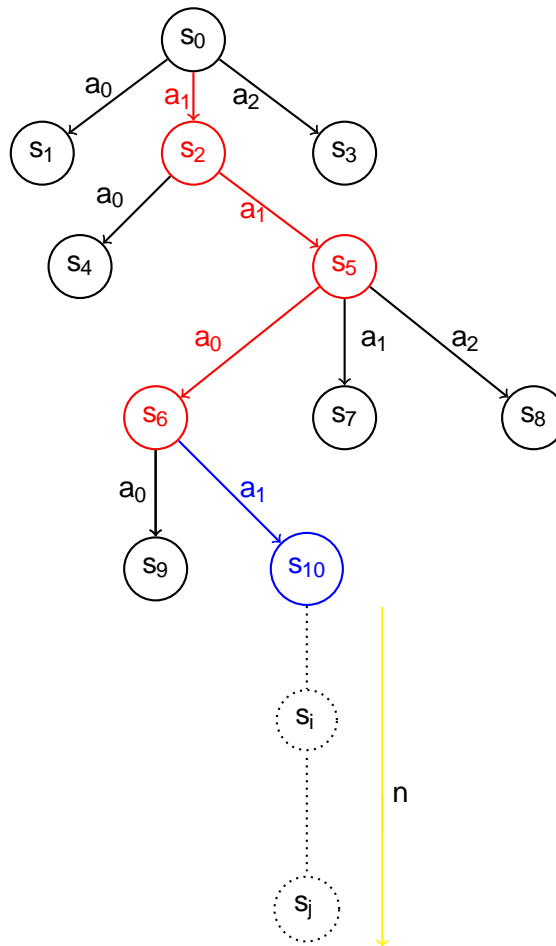 s₀
a₀ a₁ a₂
s₁ s₂ s₃
a₀ a₁
s₄ s₅
a₀ a₁ a₂
s₆ s₇ s₈
a₀ a₁
s₉ s₁₀
sᵢ
n
sⱼ